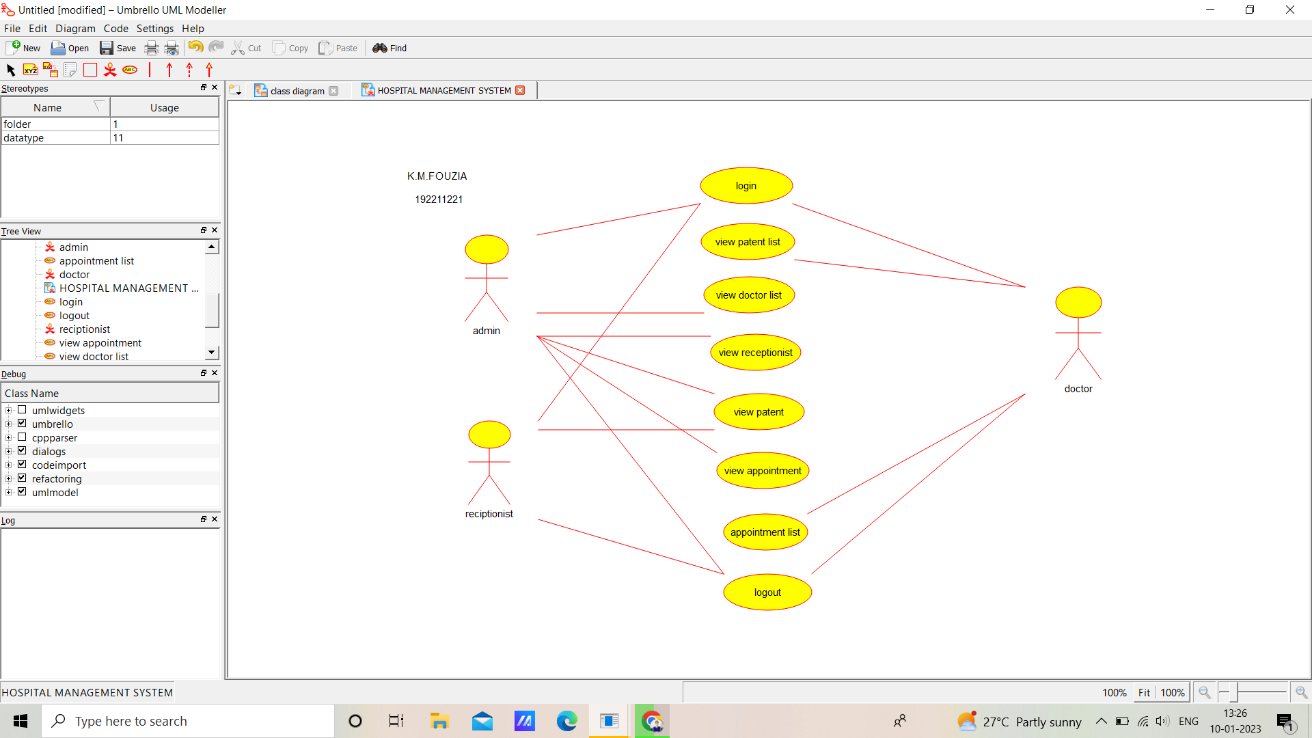 Untitled [modified] – Umbrello UML Modeller
File Edit Diagram Code Settings Help
New Open Save Cut Copy Paste Find
XYZ ABC
Stereotypes
Name Usage
folder 1
datatype 11
Tree View
admin
appointment list
doctor
HOSPITAL MANAGEMENT ...
login
logout
reciptionist
view appointment
view doctor list
Debug
Class Name
umlwidgets
umbrello
cppparser
dialogs
codeimport
refactoring
umlmodel
Log
class diagram HOSPITAL MANAGEMENT SYSTEM
K.M.FOUZIA
192211221
login
view patent list
view doctor list
view receptionist
view patent
view appointment
appointment list
logout
admin
reciptionist
doctor
HOSPITAL MANAGEMENT SYSTEM
100% Fit 100%
Type here to search
27°C Partly sunny
ENG
13:26
10-01-2023
1